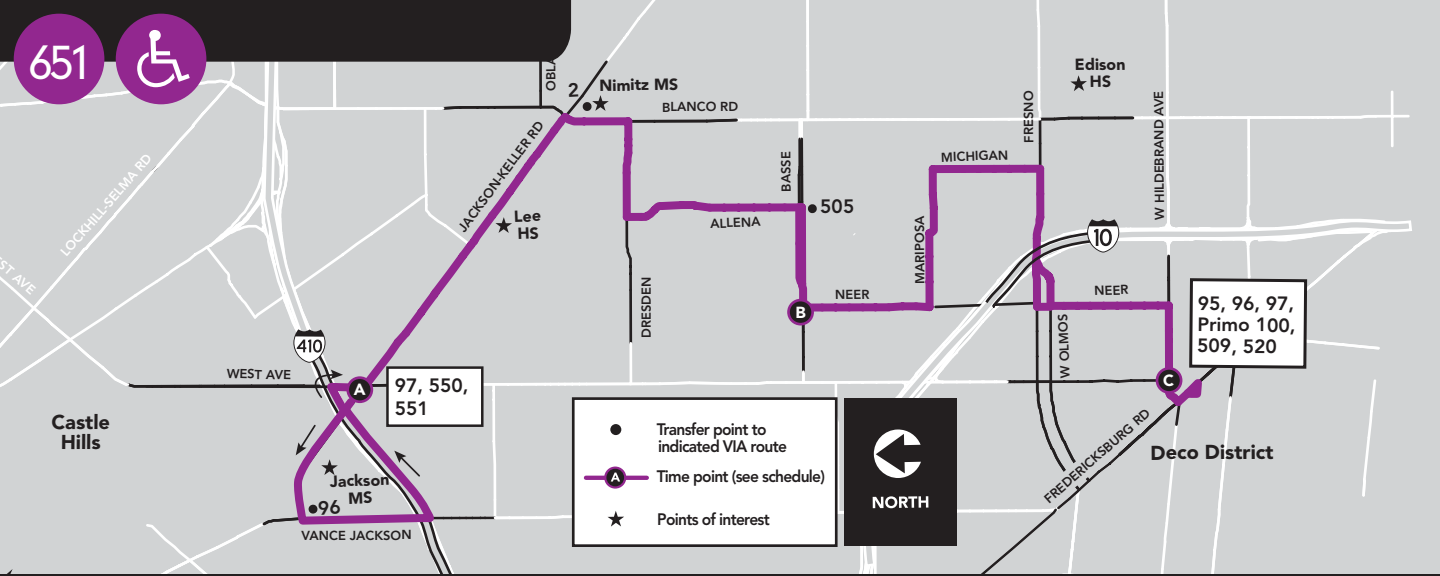 651
OBLA
2
Nimitz MS
BLANCO RD
Edison
HS
FRESNO
W HILDEBRAND AVE
LOCKHILL-SELMA RD
ST AVE
JACKSON-KELLER RD
Lee
HS
BASSE
505
ALLENA
MICHIGAN
MARIPOSA
10
DRESDEN
B
NEER
NEER
W OLMOS
95, 96, 97,
Primo 100,
509, 520
410
WEST AVE
A
97, 550,
551
C
Castle
Hills
Jackson
MS
96
VANCE JACKSON
Transfer point to
indicated VIA route
A
Time point (see schedule)
Points of interest
NORTH
FREDERICKSBURG RD
Deco District